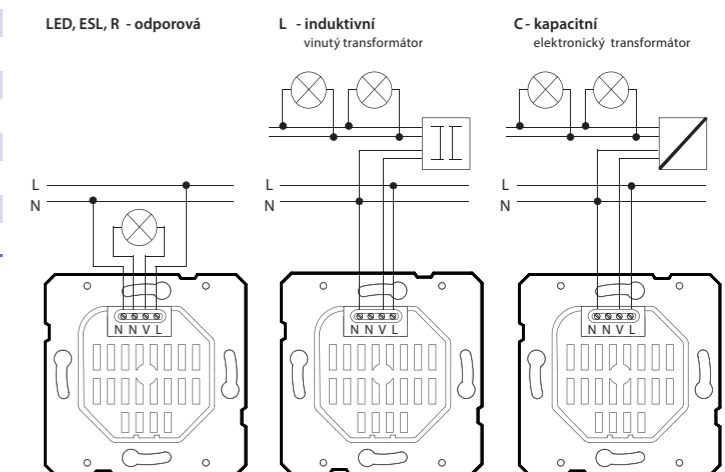 LED, ESL, R - odporová
L - induktivní
vinutý transformátor
C - kapacitní
elektronický transformátor
L
N
L
N
L
N
N N V L
N N V L
N N V L